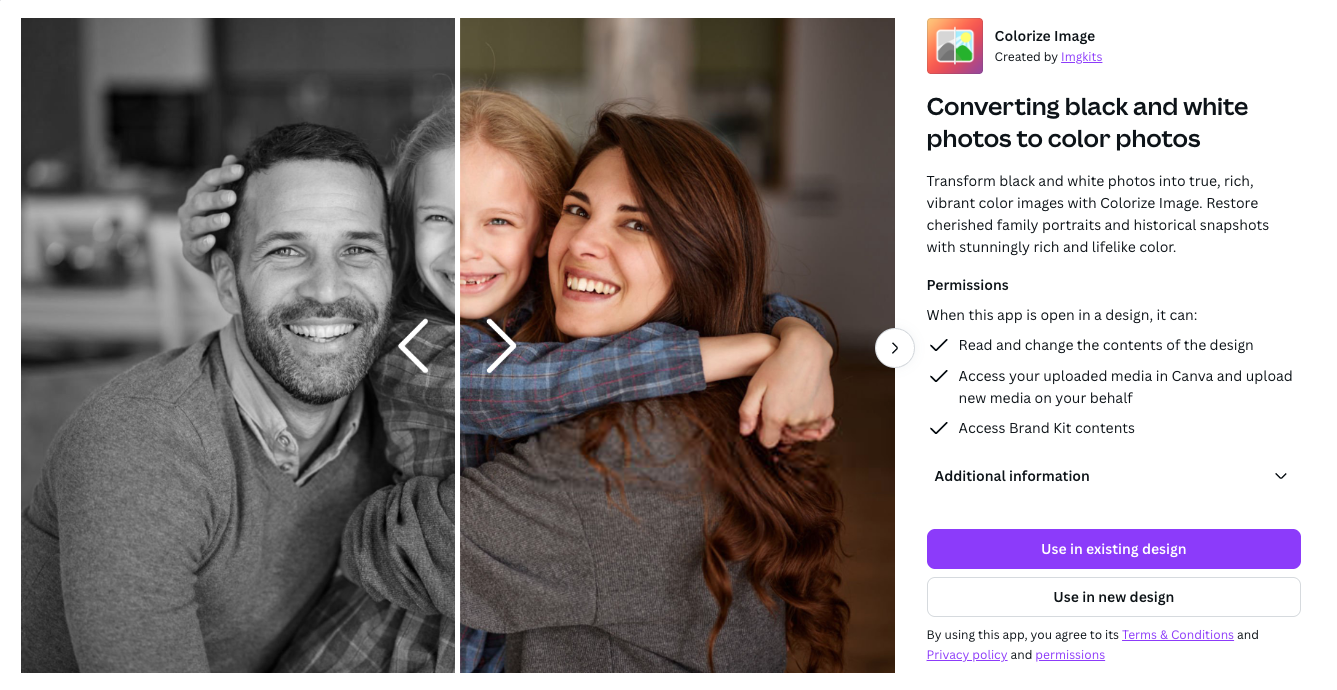 Colorize Image
Created by Imgkits
Converting black and white
photos to color photos
Transform black and white photos into true, rich,
vibrant color images with Colorize Image. Restore
cherished family portraits and historical snapshots
with stunningly rich and lifelike color.
Permissions
When this app is open in a design, it can:
Read and change the contents of the design
Access your uploaded media in Canva and upload
new media on your behalf
Access Brand Kit contents
Additional information
Use in existing design
Use in new design
By using this app, you agree to its Terms & Conditions and
Privacy policy and permissions